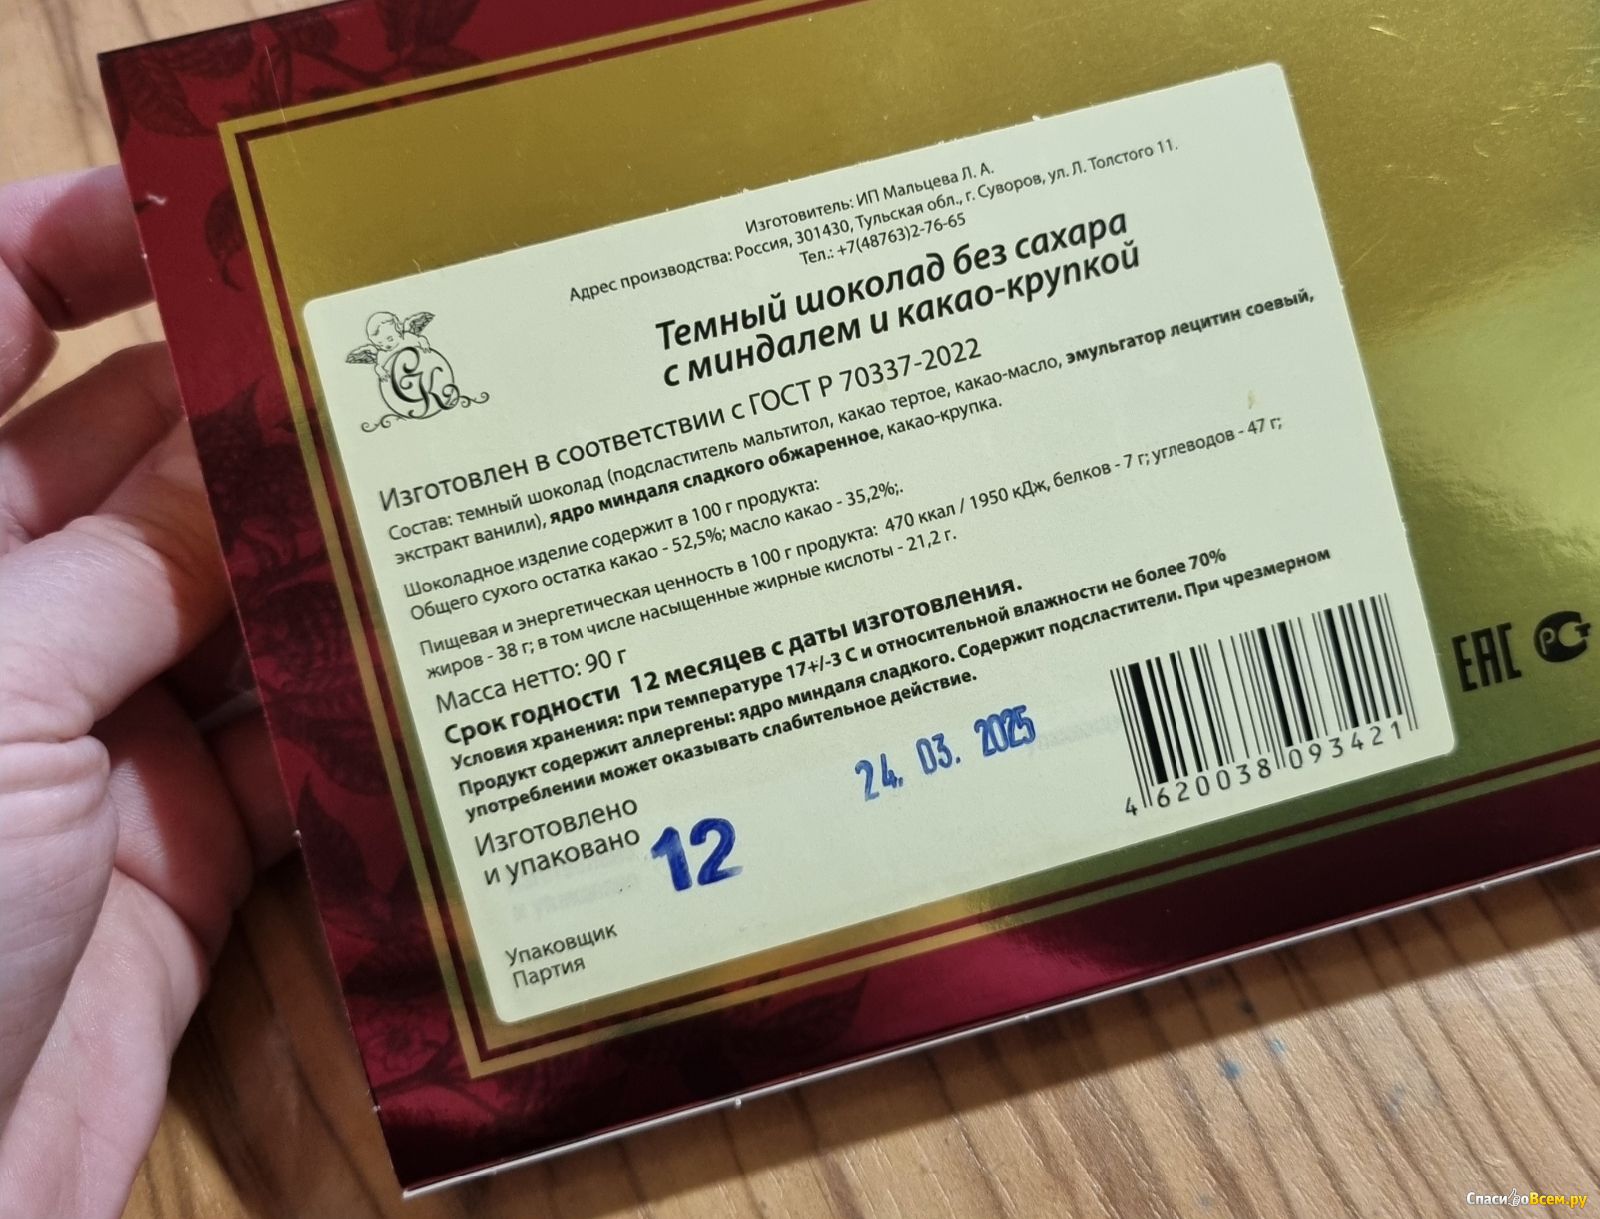 Изготовитель: ИП Мальцева Л. А.
Адрес производства: Россия, 301430, Тульская обл., г. Суворов, ул. Л. Толстого 11.
Тел.: +7(48763)2-76-65
Темный шоколад без сахара
с миндалем и какао-крупкой
Изготовлен в соответствии с ГОСТ Р 70337-2022
Состав: темный шоколад (подсластитель мальтитол, какао тертое, какао-масло, эмульгатор лецитин соевый,
экстракт ванили), ядро миндаля сладкого обжаренное, какао-крупка.
Шоколадное изделие содержит в 100 г продукта:
Общего сухого остатка какао - 52,5%; масло какао - 35,2%;.
Пищевая и энергетическая ценность в 100 г продукта: 470 ккал / 1950 кДж, белков - 7 г; углеводов - 47 г;
жиров - 38 г; в том числе насыщенные жирные кислоты - 21,2 г.
Масса нетто: 90 г
Срок годности 12 месяцев с даты изготовления.
Условия хранения: при температуре 17+/-3 С и относительной влажности не более 70%
Продукт содержит аллергены: ядро миндаля сладкого. Содержит подсластители. При чрезмерном
употреблении может оказывать слабительное действие.
Изготовлено
и упаковано
12
24. 03. 2025
4 620038 093421
Упаковщик
Партия
СК
ЕАС
РСТ
СпасибоВсем.ру